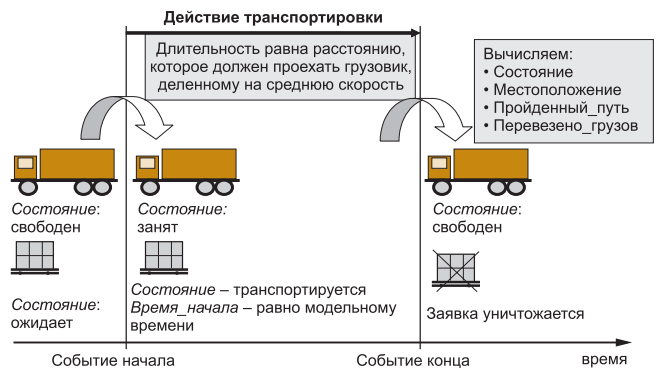 Действие транспортировки
Длительность равна расстоянию,
которое должен проехать грузовик,
деленному на среднюю скорость
Вычисляем:
• Состояние
• Местоположение
• Пройденный_путь
• Перевезено_грузов
Состояние:
свободен
Состояние:
занят
Состояние:
свободен
Состояние:
ожидает
Состояние – транспортируется
Время_начала – равно модельному
времени
Заявка уничтожается
Событие начала
Событие конца
время